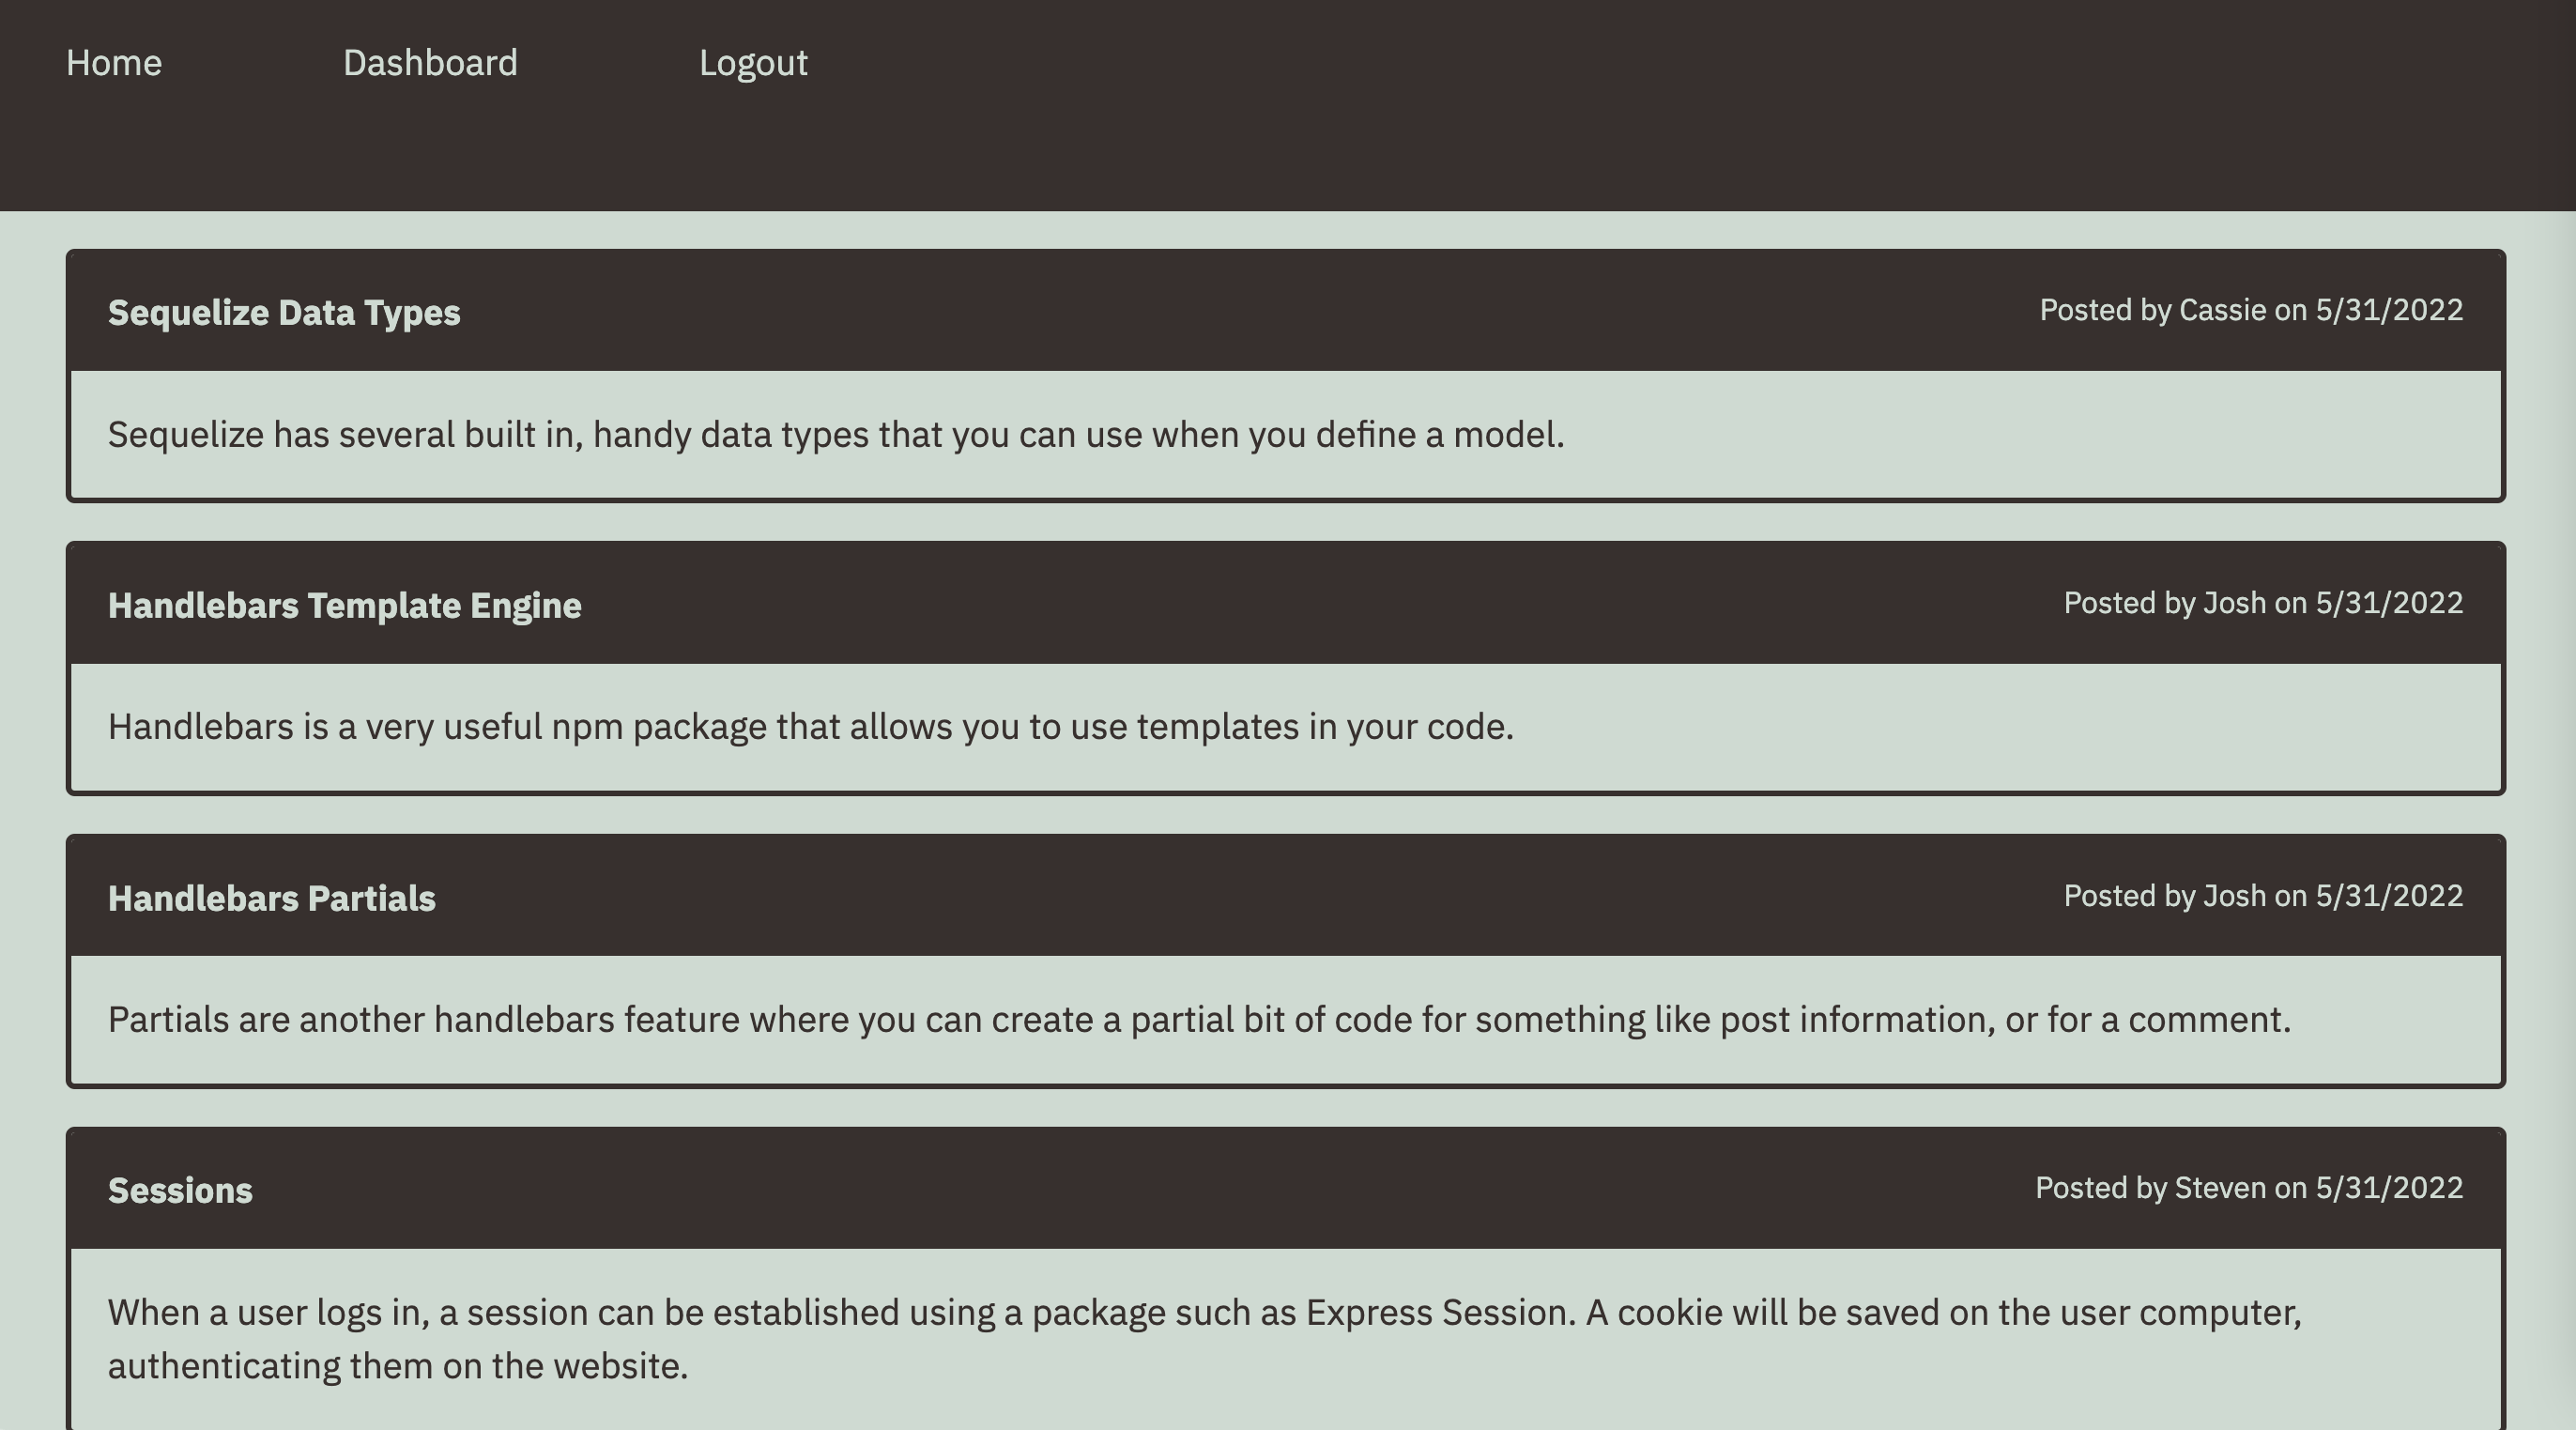 Home Dashboard Logout
Sequelize Data Types Posted by Cassie on 5/31/2022
Sequelize has several built in, handy data types that you can use when you define a model.
Handlebars Template Engine Posted by Josh on 5/31/2022
Handlebars is a very useful npm package that allows you to use templates in your code.
Handlebars Partials Posted by Josh on 5/31/2022
Partials are another handlebars feature where you can create a partial bit of code for something like post information, or for a comment.
Sessions Posted by Steven on 5/31/2022
When a user logs in, a session can be established using a package such as Express Session. A cookie will be saved on the user computer,
authenticating them on the website.